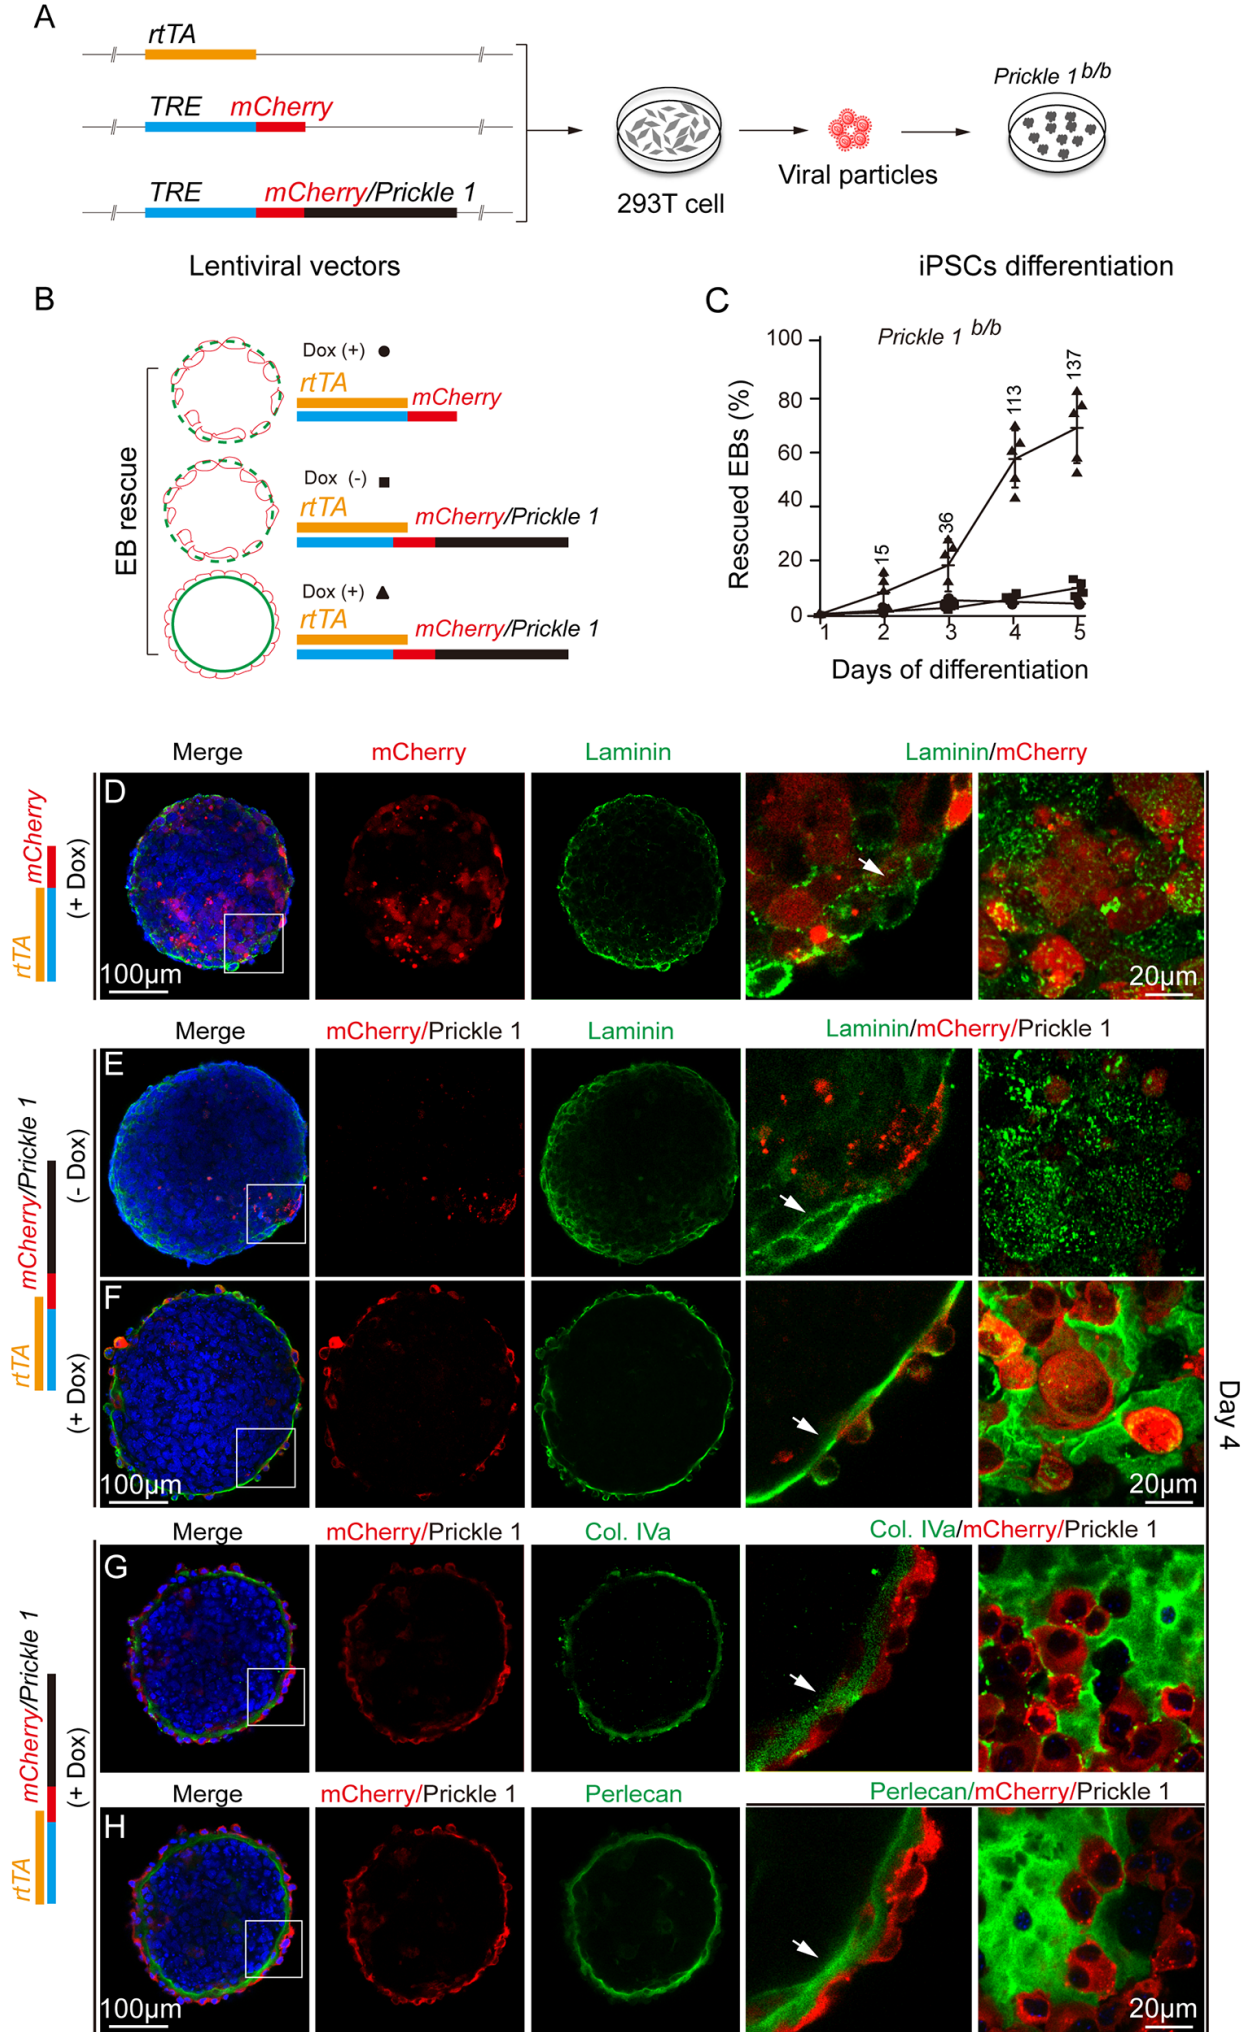 A
rtTA
TRE mCherry
TRE mCherry/Prickle 1
293T cell
Viral particles
Prickle 1 b/b
Lentiviral vectors
iPSCs differentiation
B
EB rescue
Dox (+)
rtTA
mCherry
Dox (-)
rtTA
mCherry/Prickle 1
Dox (+)
rtTA
mCherry/Prickle 1
C
Prickle 1 b/b
Rescued EBs (%)
100
80
60
40
20
0
15
36
113
137
1 2 3 4 5
Days of differentiation
Merge mCherry Laminin Laminin/mCherry
rtTA mCherry
(+ Dox)
D
100µm
20µm
Merge mCherry/Prickle 1 Laminin Laminin/mCherry/Prickle 1
rtTA mCherry/Prickle 1
(- Dox)
E
(+ Dox)
F
100µm
20µm
Day 4
Merge mCherry/Prickle 1 Col. IVa Col. IVa/mCherry/Prickle 1
rtTA mCherry/Prickle 1
(+ Dox)
G
Merge mCherry/Prickle 1 Perlecan Perlecan/mCherry/Prickle 1
H
100µm
20µm